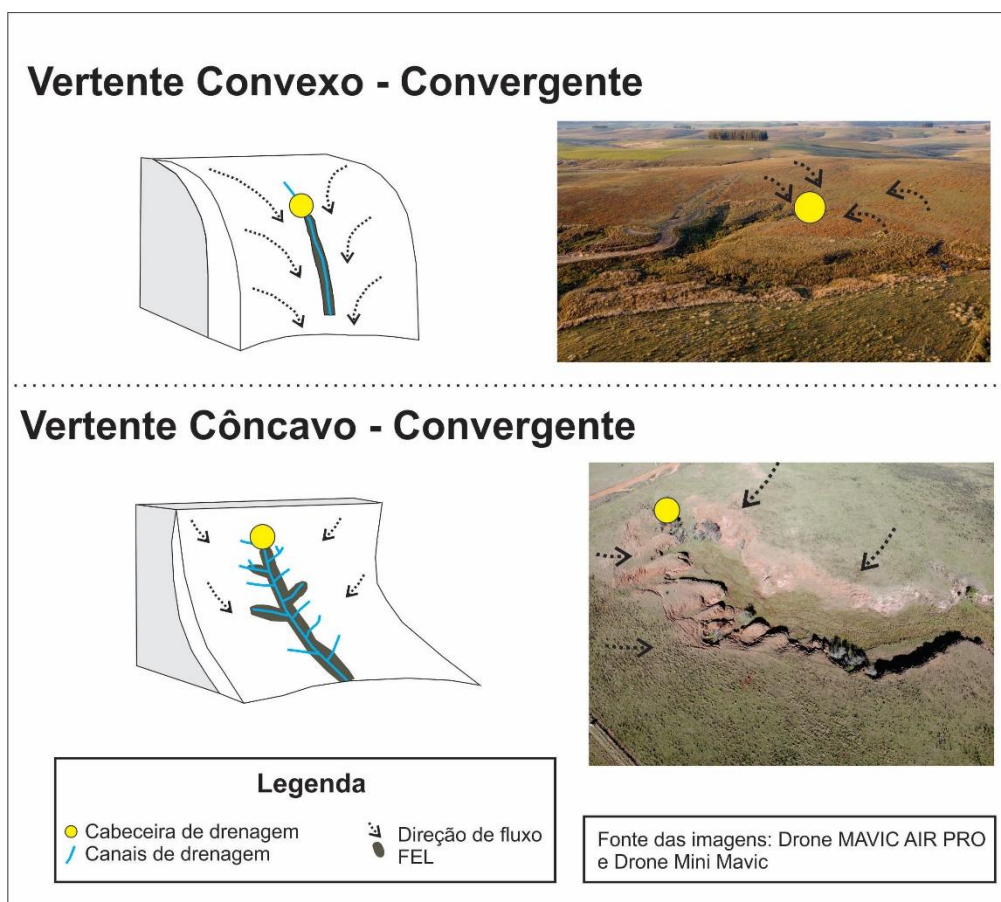 Vertente Convexo - Convergente
Vertente Côncavo - Convergente
Legenda
Cabeceira de drenagem
Canais de drenagem
Direção de fluxo
FEL
Fonte das imagens: Drone MAVIC AIR PRO
e Drone Mini Mavic